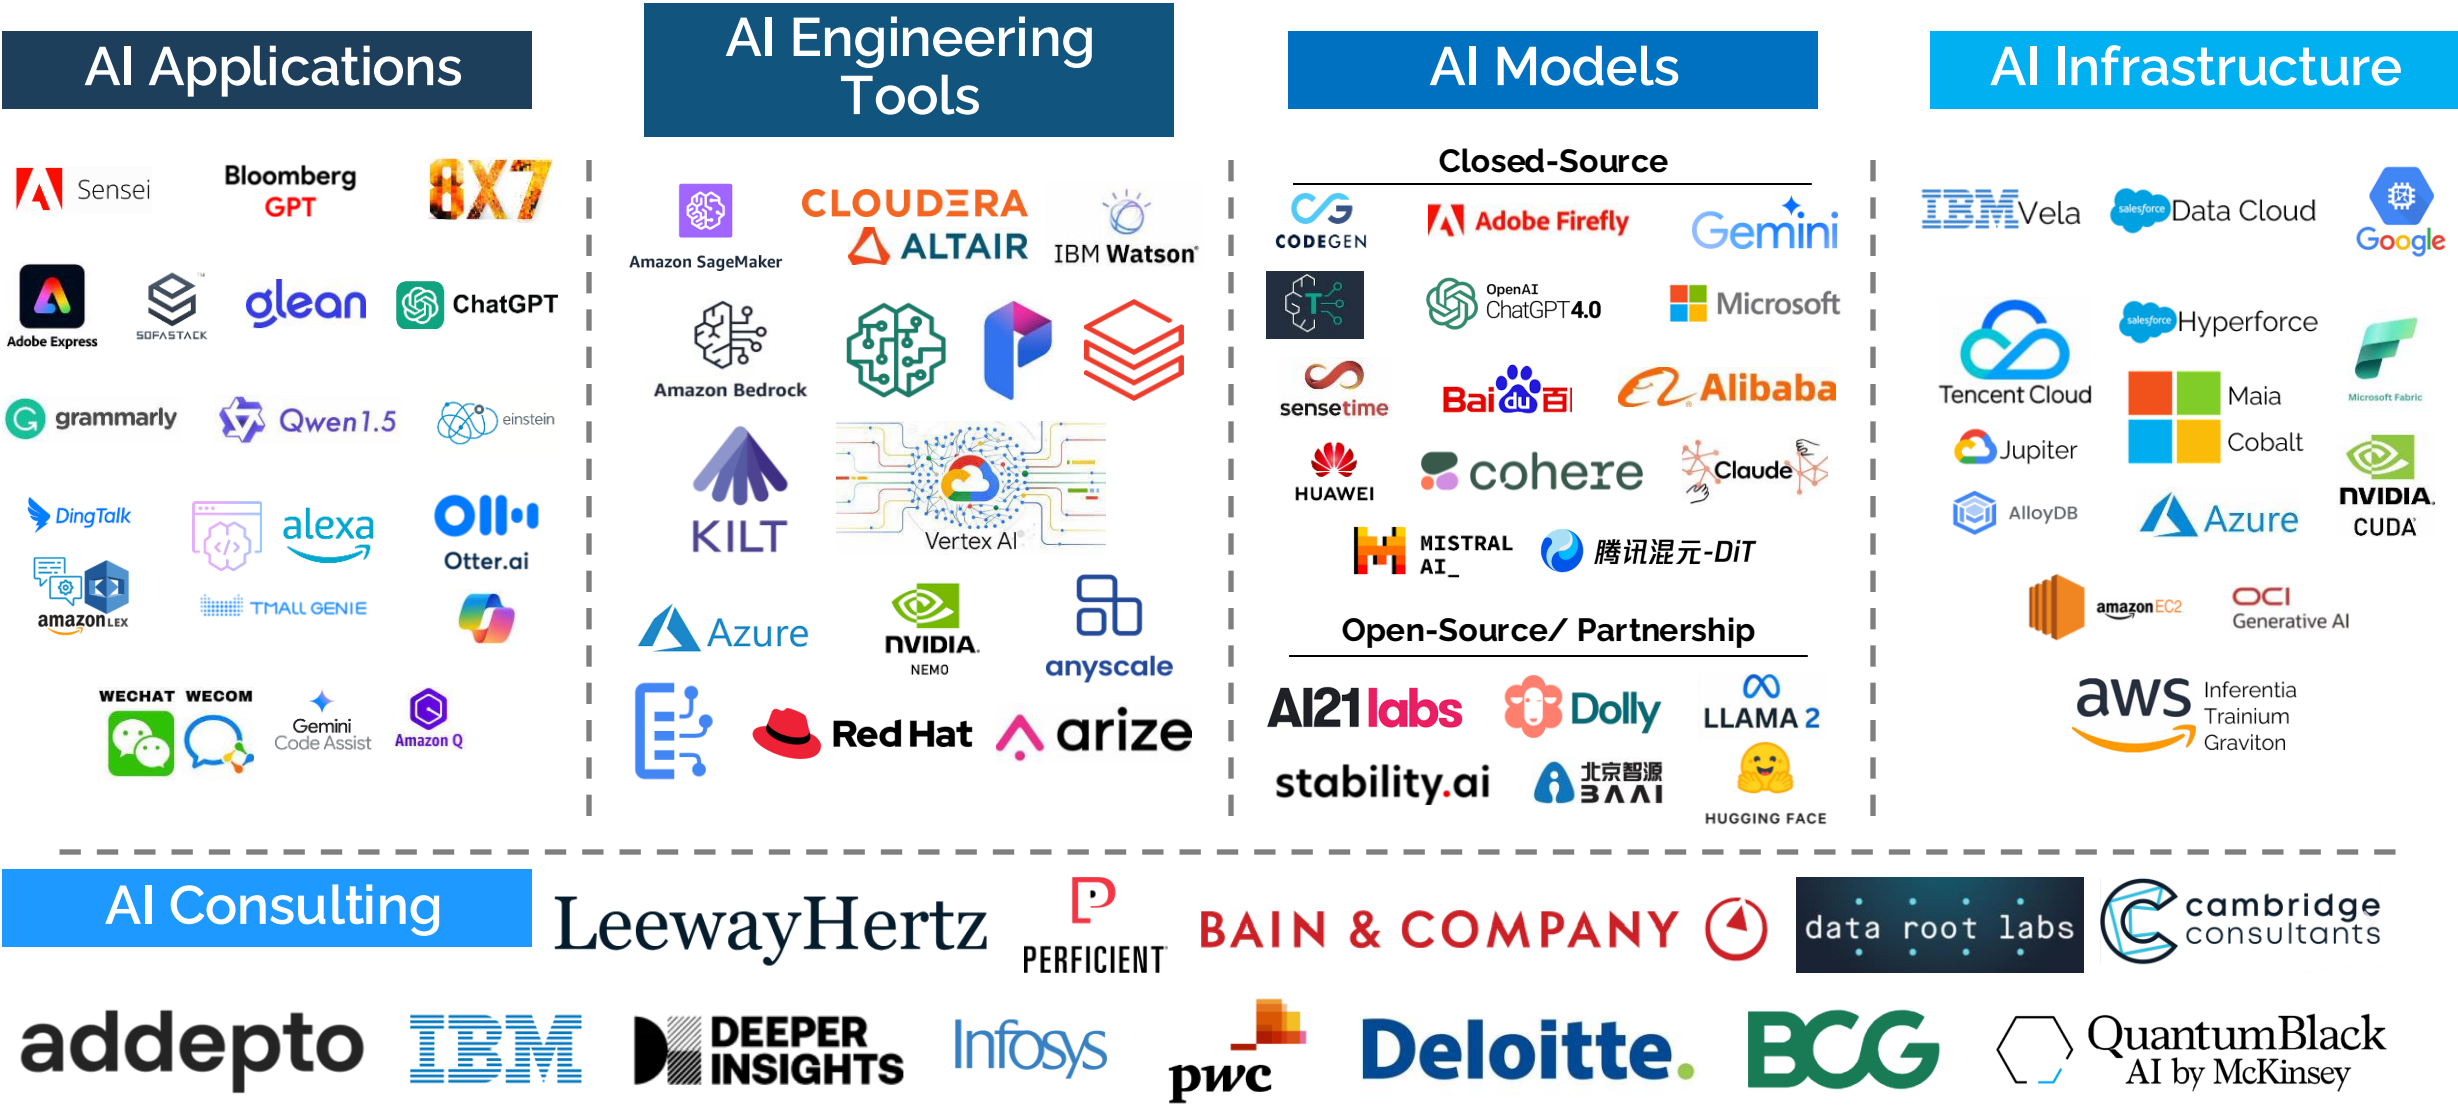 AI Applications
Sensei
Bloomberg
GPT
8X7
Adobe Express
SOFASTACK
TM
glean
ChatGPT
grammarly
Qwen1.5
einstein
DingTalk
alexa
Otter.ai
amazon LEX
TMALL GENIE
WECHAT
WECOM
Gemini
Code Assist
Amazon Q
AI Engineering
Tools
Amazon SageMaker
CLOUDERA
ALTAIR
IBM Watson®
Amazon Bedrock
KILT
Vertex AI
Azure
NVIDIA.
NEMO
anyscale
Red Hat
arize
AI Models
Closed-Source
CODEGEN
Adobe Firefly
Gemini
T
OpenAI
ChatGPT4.0
Microsoft
sensetime
Baidu百
Alibaba
HUAWEI
cohere
Claude
MISTRAL
AI_
腾讯混元-DiT
Open-Source/ Partnership
AI21labs
Dolly
LLAMA 2
stability.ai
北京智源
BAAI
HUGGING FACE
AI Infrastructure
IBM Vela
salesforce Data Cloud
Google
Tencent Cloud
salesforce Hyperforce
Maia
Cobalt
Microsoft Fabric
Jupiter
NVIDIA.
CUDA®
AlloyDB
Azure
amazon EC2
OCI
Generative AI
aws
Inferentia
Trainium
Graviton
AI Consulting
LeewayHertz
PERFICIENT
BAIN & COMPANY
data root labs
cambridge
consultants
addepto
IBM
DEEPER
INSIGHTS
Infosys
pwc
Deloitte.
BCG
QuantumBlack
AI by McKinsey